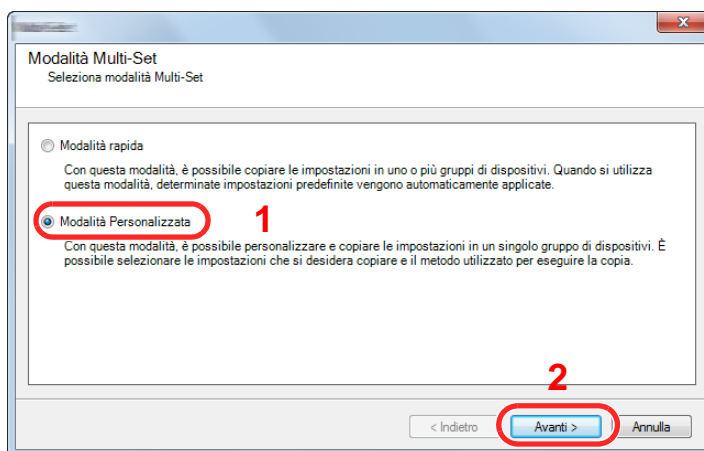 Modalità Multi-Set
Seleziona modalità Multi-Set
Modalità rapida
Con questa modalità, è possibile copiare le impostazioni in uno o più gruppi di dispositivi. Quando si utilizza
questa modalità, determinate impostazioni predefinite vengono automaticamente applicate.
Modalità Personalizzata
1
Con questa modalità, è possibile personalizzare e copiare le impostazioni in un singolo gruppo di dispositivi. È
possibile selezionare le impostazioni che si desidera copiare e il metodo utilizzato per eseguire la copia.
2
< Indietro Avanti > Annulla